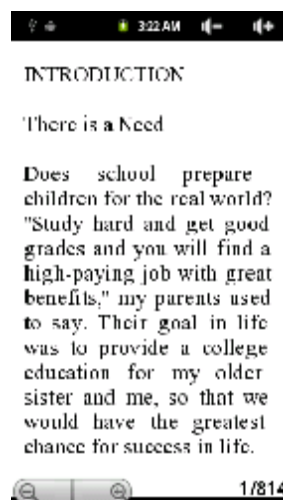 3:22 AM
INTRODUCTION
There is a Need
Does school prepare
children for the real world?
"Study hard and get good
grades and you will find a
high-paying job with great
benefits," my parents used
to say. Their goal in life
was to provide a college
education for my older
sister and me, so that we
would have the greatest
chance for success in life.
1/814